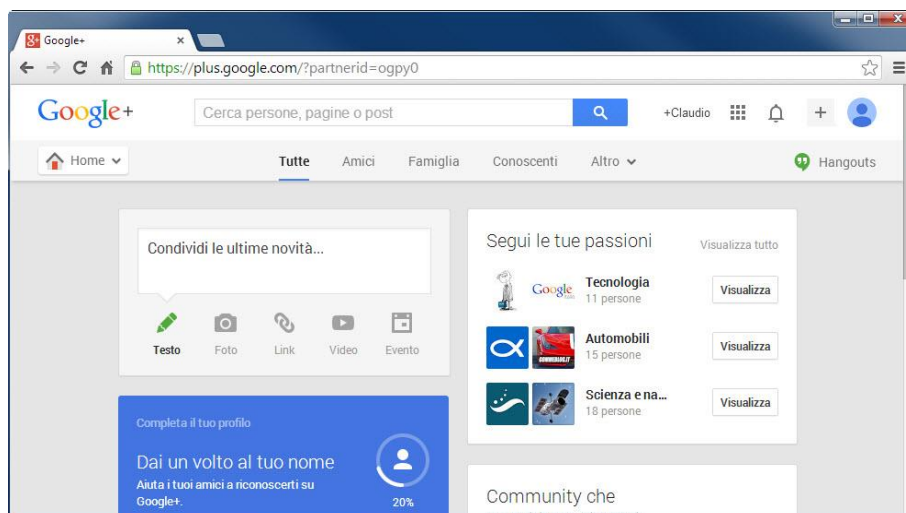 Google+
https://plus.google.com/?partnerid=ogpy0
Google+
Cerca persone, pagine o post
+Claudio
Home
Tutte
Amici
Famiglia
Conoscenti
Altro
Hangouts
Condividi le ultime novità...
Testo
Foto
Link
Video
Evento
Completa il tuo profilo
Dai un volto al tuo nome
Aiuta i tuoi amici a riconoscerti su
Google+.
20%
Segui le tue passioni
Visualizza tutto
Google
Tecnologia
11 persone
Visualizza
Automobili
15 persone
Visualizza
Scienza e na...
18 persone
Visualizza
Community che